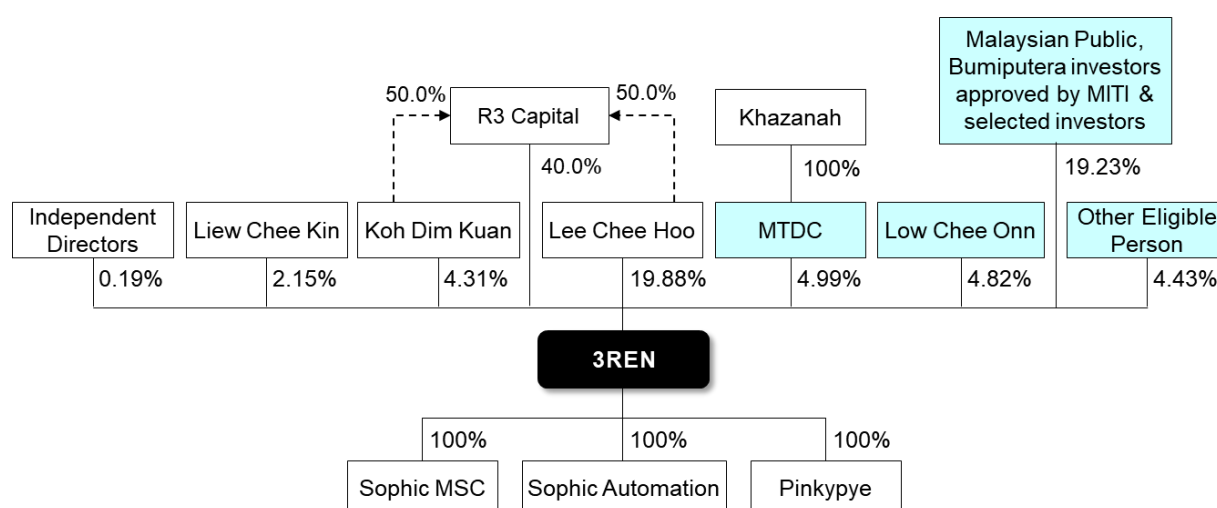 Malaysian Public,
Bumiputera investors
approved by MITI &
selected investors
50.0%
50.0%
R3 Capital
Khazanah
40.0%
100%
19.23%
Independent
Directors
Liew Chee Kin
Koh Dim Kuan
Lee Chee Hoo
MTDC
Low Chee Onn
Other Eligible
Person
0.19%
2.15%
4.31%
19.88%
4.99%
4.82%
4.43%
3REN
100%
100%
100%
Sophic MSC
Sophic Automation
Pinkypye